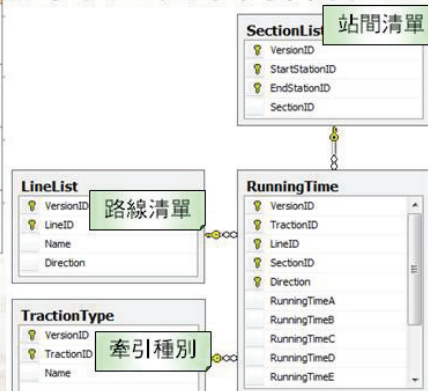 SectionList
站間清單
VersionID
StartStationID
EndStationID
SectionID
LineList
路線清單
VersionID
LineID
Name
Direction
RunningTime
VersionID
TractionID
LineID
SectionID
Direction
RunningTimeA
RunningTimeB
RunningTimeC
RunningTimeD
RunningTimeE
TractionType
牽引種別
VersionID
TractionID
Name